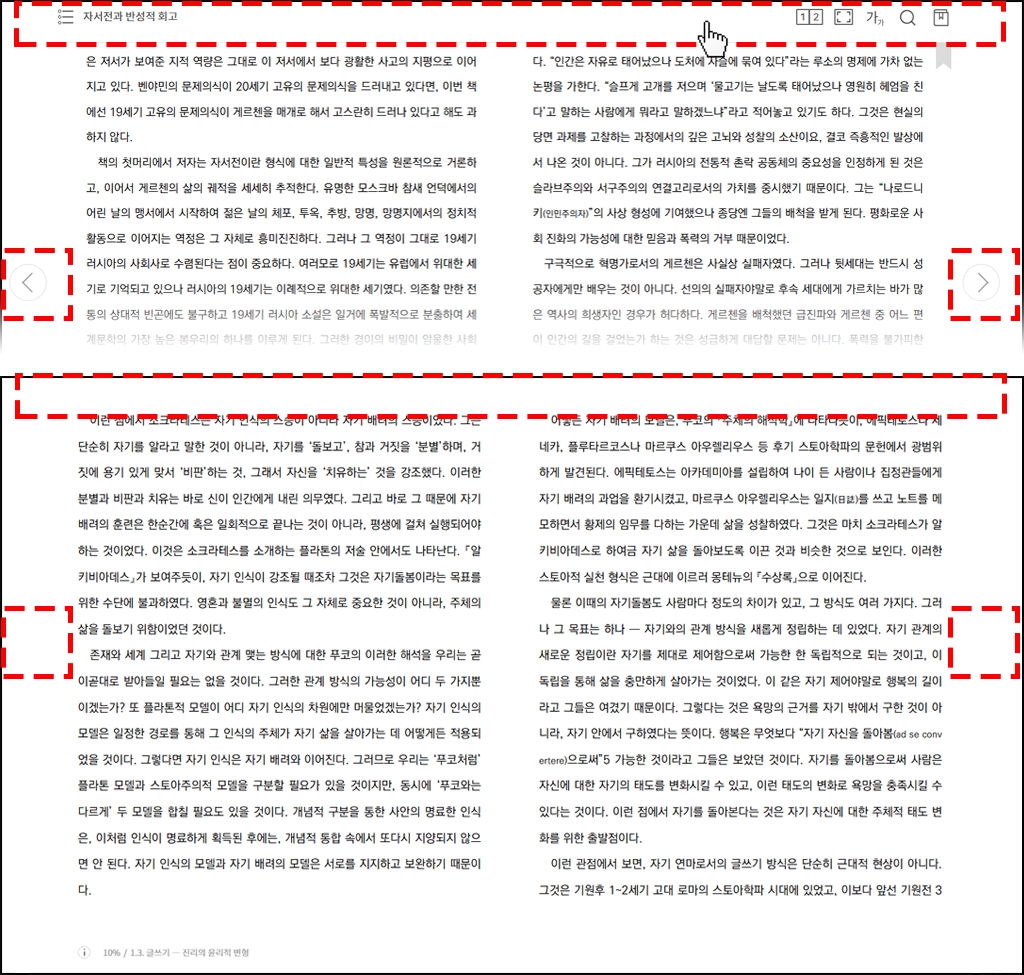 자서전과 반성적 회고
1 2
가가
은 저서가 보여준 지적 역량은 그대로 이 저서에서 보다 광활한 사고의 지평으로 이어
지고 있다. 벤야민의 문제의식이 20세기 고유의 문제의식을 드러내고 있다면, 이번 책
에선 19세기 고유의 문제의식이 게르첸을 매개로 해서 고스란히 드러나 있다고 해도 과
하지 않다.
책의 첫머리에서 저자는 자서전이란 형식에 대한 일반적 특성을 원론적으로 거론하
고, 이어서 게르첸의 삶의 궤적을 세세히 추적한다. 유명한 모스크바 참새 언덕에서의
어린 날의 맹서에서 시작하여 젊은 날의 체포, 투옥, 추방, 망명, 망명지에서의 정치적
활동으로 이어지는 역정은 그 자체로 흥미진진하다. 그러나 그 역정이 그대로 19세기
러시아의 사회사로 수렴된다는 점이 중요하다. 여러모로 19세기는 유럽에서 위대한 세
기로 기억되고 있으나 러시아의 19세기는 이례적으로 위대한 세기였다. 의존할 만한 전
통의 상대적 빈곤에도 불구하고 19세기 러시아 소설은 일거에 폭발적으로 분출하여 세
계문학의 가장 높은 봉우리의 하나를 이루게 된다. 그러한 경이의 비밀이 암울한 사회
다. “인간은 자유로 태어났으나 도처에 사슬에 묶여 있다”라는 루소의 명제에 가차 없는
논평을 가한다. “슬프게 고개를 저으며 ‘물고기는 날도록 태어났으나 영원히 헤엄을 친
다’고 말하는 사람에게 뭐라고 말하겠느냐”라고 적어놓고 있기도 하다. 그것은 현실의
당면 과제를 고찰하는 과정에서의 깊은 고뇌와 성찰의 소산이요, 결코 즉흥적인 발상에
서 나온 것이 아니다. 그가 러시아의 전통적 촌락 공동체의 중요성을 인정하게 된 것은
슬라브주의와 서구주의의 연결고리로서의 가치를 중시했기 때문이다. 그는 “나로드니
키(인민주의자)”의 사상 형성에 기여했으나 종당엔 그들의 배척을 받게 된다. 평화로운 사
회 진화의 가능성에 대한 믿음과 폭력의 거부 때문이었다.
구극적으로 혁명가로서의 게르첸은 사실상 실패자였다. 그러나 뒷세대는 반드시 성
공자에게만 배우는 것이 아니다. 선의의 실패자야말로 후속 세대에게 가르치는 바가 많
은 역사의 희생자인 경우가 허다하다. 게르첸을 배척했던 급진파와 게르첸 중 어느 편
이 인간의 길을 걸었는가 하는 것은 성급하게 대답할 문제는 아니다. 폭력을 불가피한
이런 점에서 소크라테스는 자기 인식의 스승이 아니라 자기 배려의 스승이었다. 그는
단순히 자기를 알라고 말한 것이 아니라, 자기를 ‘돌보고’, 참과 거짓을 ‘분별’하며, 거
짓에 용기 있게 맞서 ‘비판’하는 것, 그래서 자신을 ‘치유하는’ 것을 강조했다. 이러한
분별과 비판과 치유는 바로 신이 인간에게 내린 의무였다. 그리고 바로 그 때문에 자기
배려의 훈련은 한순간에 혹은 일회적으로 끝나는 것이 아니라, 평생에 걸쳐 실행되어야
하는 것이었다. 이것은 소크라테스를 소개하는 플라톤의 저술 안에서도 나타난다. 『알
키비아데스』가 보여주듯이, 자기 인식이 강조될 때조차 그것은 자기돌봄이라는 목표를
위한 수단에 불과하였다. 영혼과 불멸의 인식도 그 자체로 중요한 것이 아니라, 주체의
삶을 돌보기 위함이었던 것이다.
존재와 세계 그리고 자기와 관계 맺는 방식에 대한 푸코의 이러한 해석을 우리는 곧
이곧대로 받아들일 필요는 없을 것이다. 그러한 관계 방식의 가능성이 어디 두 가지뿐
이겠는가? 또 플라톤적 모델이 어디 자기 인식의 차원에만 머물었겠는가? 자기 인식의
모델은 일정한 경로를 통해 그 인식의 주체가 자기 삶을 살아가는 데 어떻게든 적용되
었을 것이다. 그렇다면 자기 인식은 자기 배려와 이어진다. 그러므로 우리는 ‘푸코처럼’
플라톤 모델과 스토아주의적 모델을 구분할 필요가 있을 것이지만, 동시에 ‘푸코와는
다르게’ 두 모델을 합칠 필요도 있을 것이다. 개념적 구분을 통한 사안의 명료한 인식
은, 이처럼 인식이 명료하게 획득된 후에는, 개념적 통합 속에서 또다시 지양되지 않으
면 안 된다. 자기 인식의 모델과 자기 배려의 모델은 서로를 지지하고 보완하기 때문이
다.
어쨌든 자기 배려의 모델은, 푸코의 『주체의 해석학』에 나타나듯이, 에픽테토스나 세
네카, 플루타르코스나 마르쿠스 아우렐리우스 등 후기 스토아학파의 문헌에서 광범위
하게 발견된다. 에픽테토스는 아카데미아를 설립하여 나이 든 사람이나 집정관들에게
자기 배려의 과업을 환기시켰고, 마르쿠스 아우렐리우스는 일지(日誌)를 쓰고 노트를 메
모하면서 황제의 임무를 다하는 가운데 삶을 성찰하였다. 그것은 마치 소크라테스가 알
키비아데스로 하여금 자기 삶을 돌아보도록 이끈 것과 비슷한 것으로 보인다. 이러한
스토아적 실천 형식은 근대에 이르러 몽테뉴의 『수상록』으로 이어진다.
물론 이때의 자기돌봄도 사람마다 정도의 차이가 있고, 그 방식도 여러 가지다. 그러
나 그 목표는 하나 — 자기와의 관계 방식을 새롭게 정립하는 데 있었다. 자기 관계의
새로운 정립이란 자기를 제대로 제어함으로써 가능한 한 독립적으로 되는 것이고, 이
독립을 통해 삶을 충만하게 살아가는 것이었다. 이 같은 자기 제어야말로 행복의 길이
라고 그들은 여겼기 때문이다. 그렇다는 것은 욕망의 근거를 자기 밖에서 구한 것이 아
니라, 자기 안에서 구하였다는 뜻이다. 행복은 무엇보다 “자기 자신을 돌아봄(ad se conv
ertere)으로써”5 가능한 것이라고 그들은 보았던 것이다. 자기를 돌아봄으로써 사람은
자신에 대한 자기의 태도를 변화시킬 수 있고, 이런 태도의 변화로 욕망을 충족시킬 수
있다는 것이다. 이런 점에서 자기를 돌아본다는 것은 자기 자신에 대한 주체적 태도 변
화를 위한 출발점이다.
이런 관점에서 보면, 자기 연마로서의 글쓰기 방식은 단순히 근대적 현상이 아니다.
그것은 기원후 1~2세기 고대 로마의 스토아학파 시대에 있었고, 이보다 앞선 기원전 3
10% / 1.3. 글쓰기 — 진리의 윤리적 변형